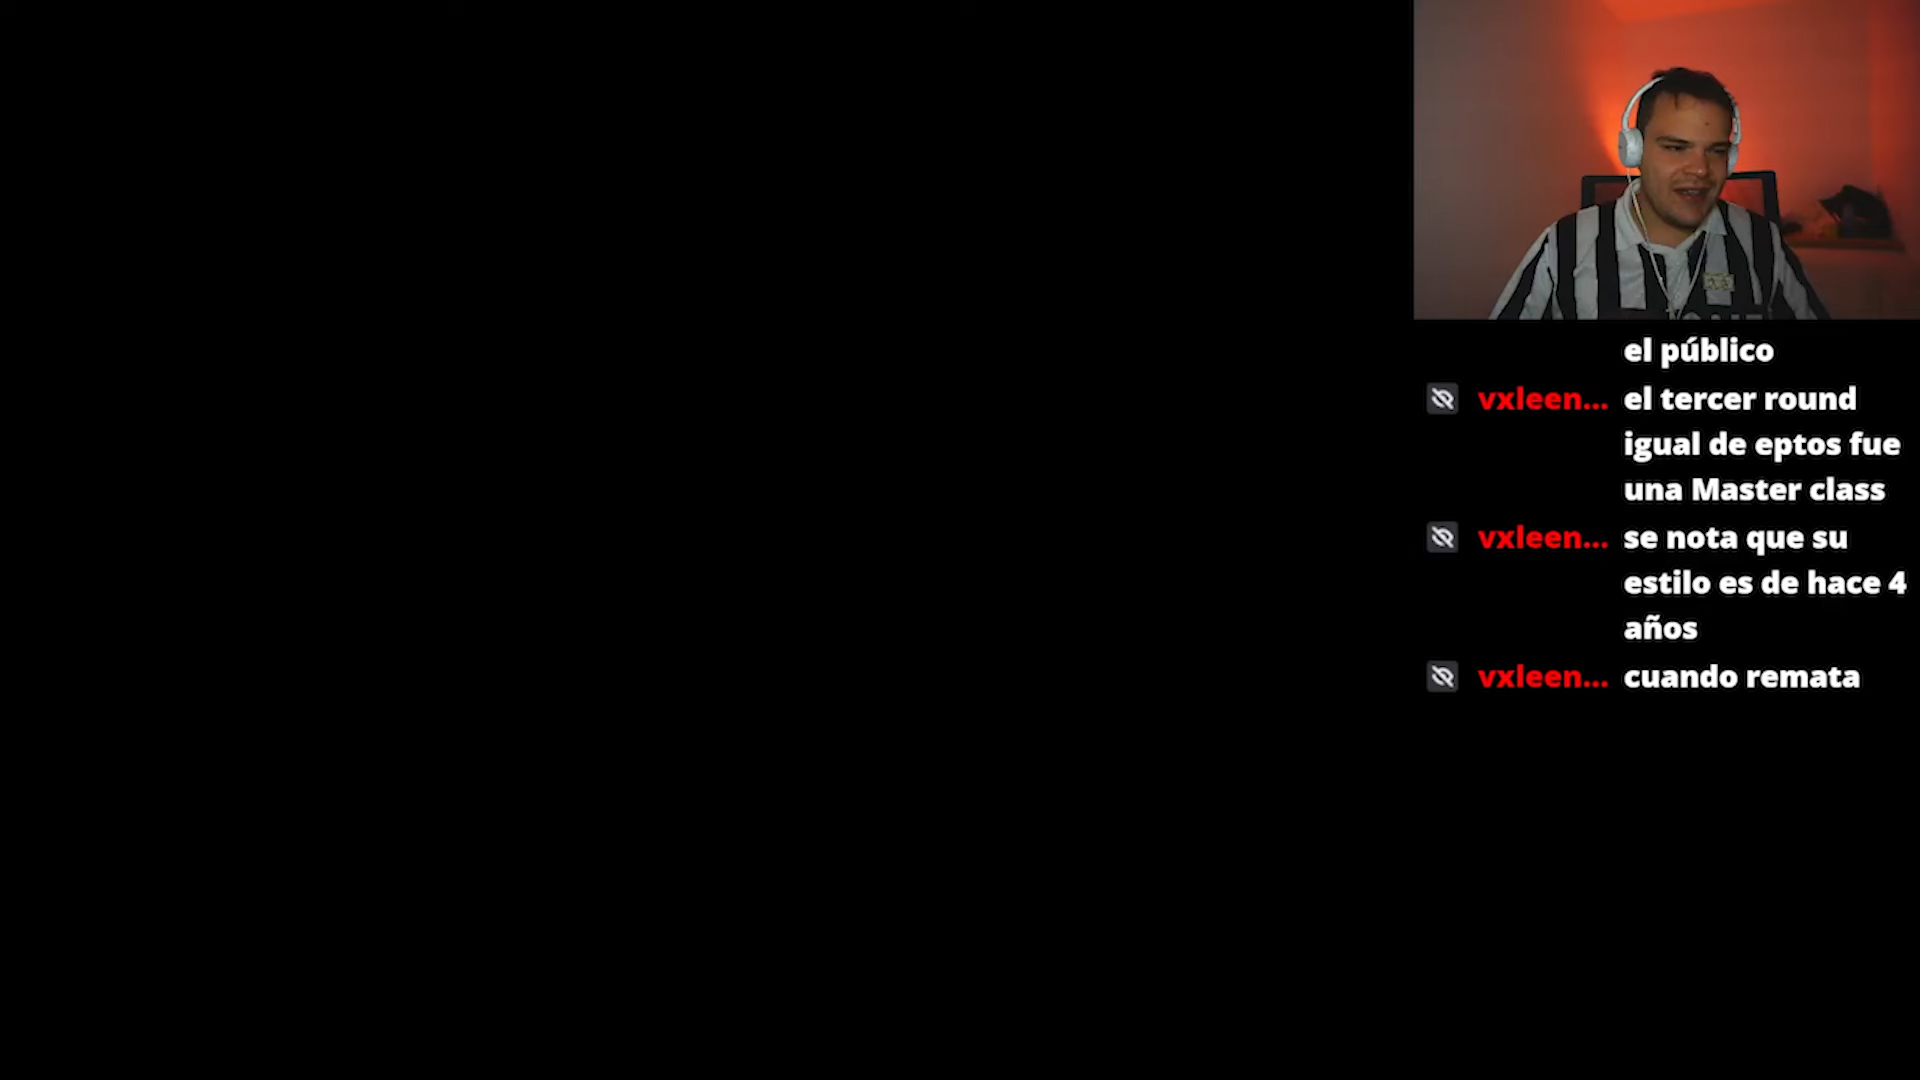 el público
vxleen... el tercer round
igual de eptos fue
una Master class
vxleen... se nota que su
estilo es de hace 4
años
vxleen... cuando remata